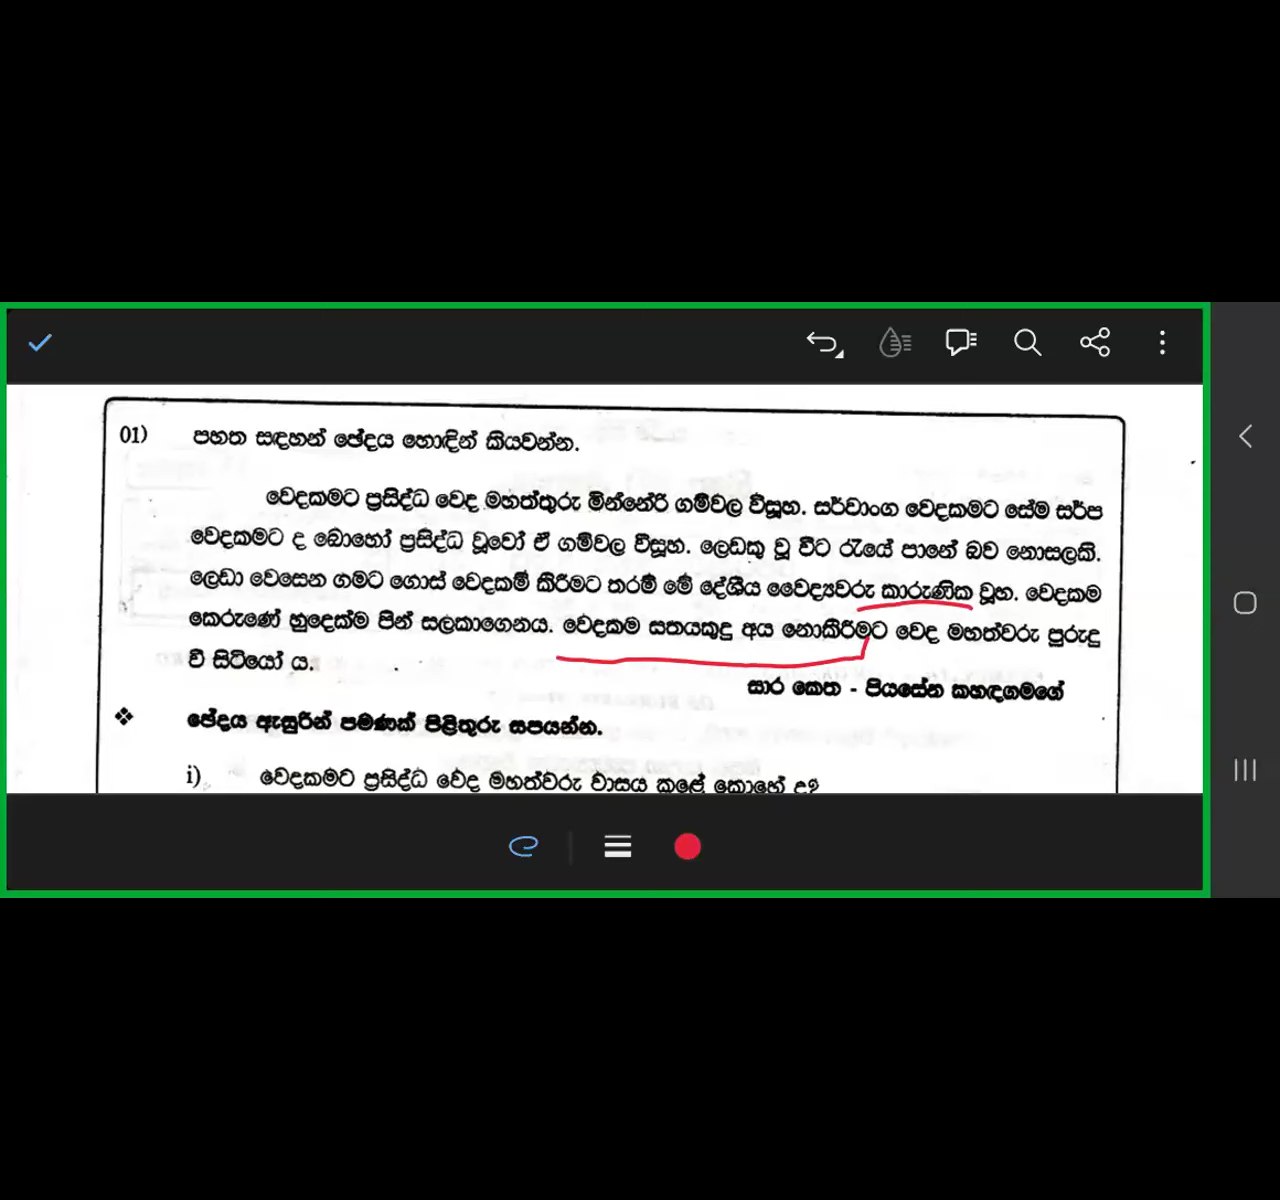 01) පහත සඳහන් ඡේදය හොඳින් කියවන්න.
වෙදකමට ප්‍රසිද්ධ වෙද මහත්තුරු මින්නේරි ගම්වල විසූහ. සර්වාංග වෙදකමට සේම සර්ප
වෙදකමට ද බොහෝ ප්‍රසිද්ධ වූවෝ ඒ ගම්වල විසූහ. ලෙඩකු වූ විට රැයේ පානේ බව නොසලකි.
ලෙඩා වෙසෙන ගමට ගොස් වෙදකම් කිරීමට තරම් මේ දේශීය වෛද්‍යවරු කාරුණික වූහ. වෙදකම
කෙරුණේ හුදෙක්ම පින් සලකාගෙනය. වෙදකම සතයකුදු අය නොකිරීමට වෙද මහත්වරු පුරුදු
වී සිටියෝ ය.
සාර කෙත - පියසේන කහඳගමගේ
❖ ඡේදය ඇසුරින් පමණක් පිළිතුරු සපයන්න.
i) වෙදකමට ප්‍රසිද්ධ වෙද මහත්වරු වාසය කළේ කොහේ ද?